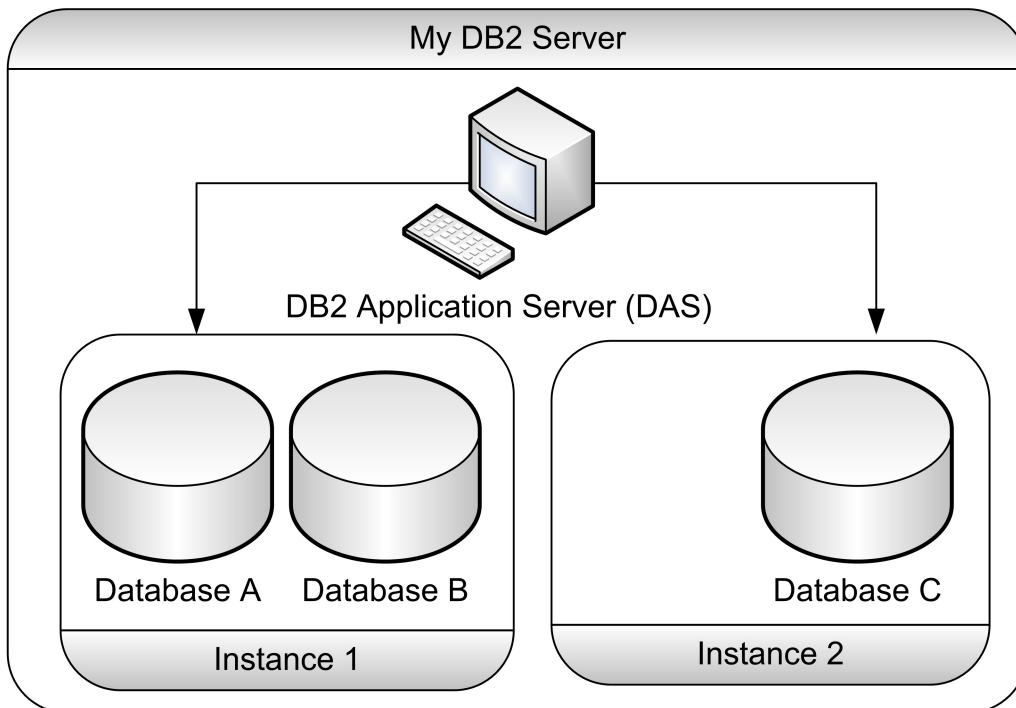 My DB2 Server
DB2 Application Server (DAS)
Database A
Database B
Instance 1
Database C
Instance 2